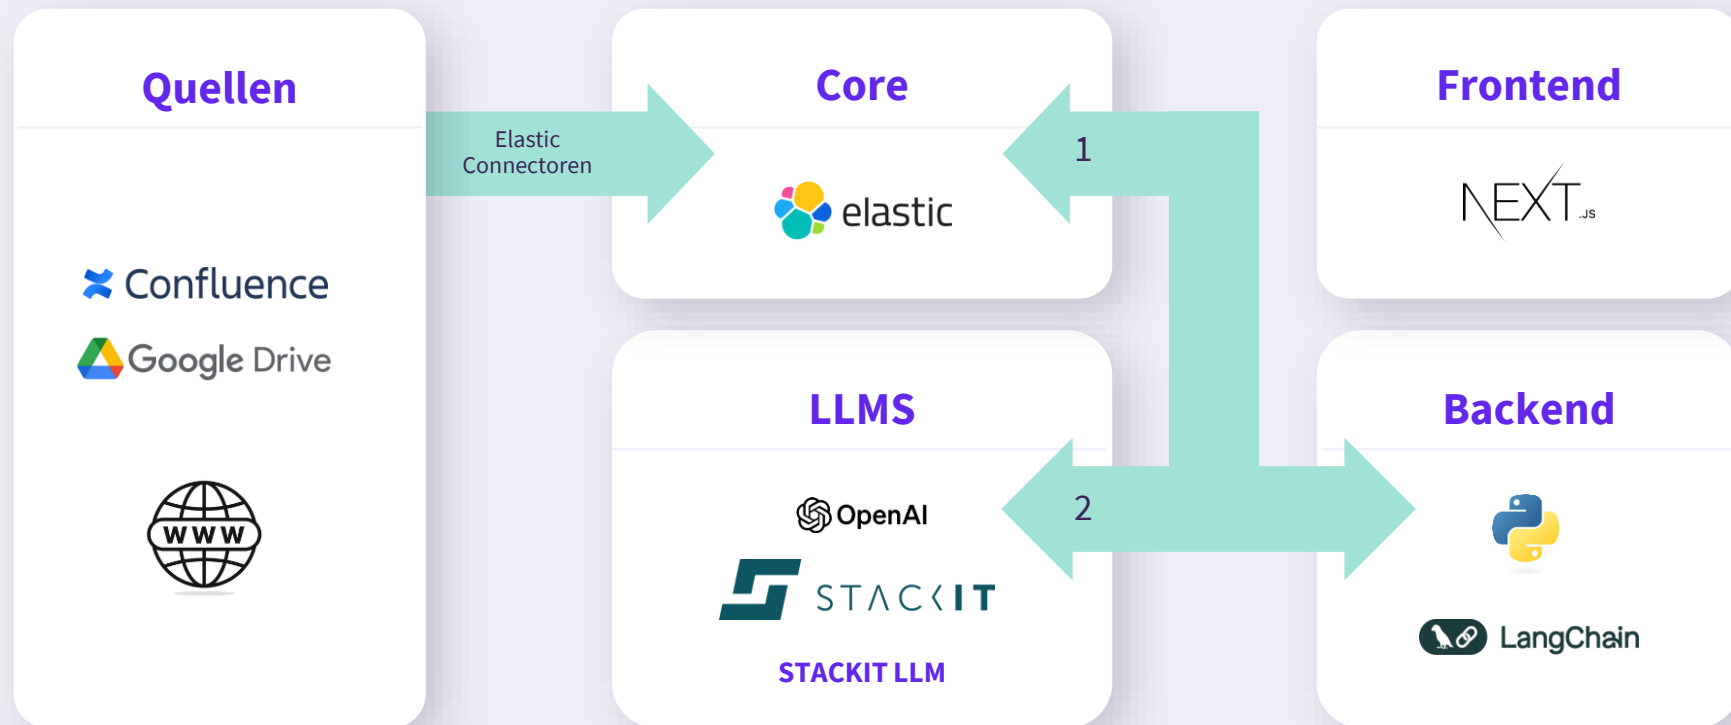 Quellen
Elastic
Connectoren
Confluence
Google Drive
WWW
Core
elastic
1
LLMS
2
OpenAI
STACKIT
STACKIT LLM
Frontend
NEXT.JS
Backend
LangChain